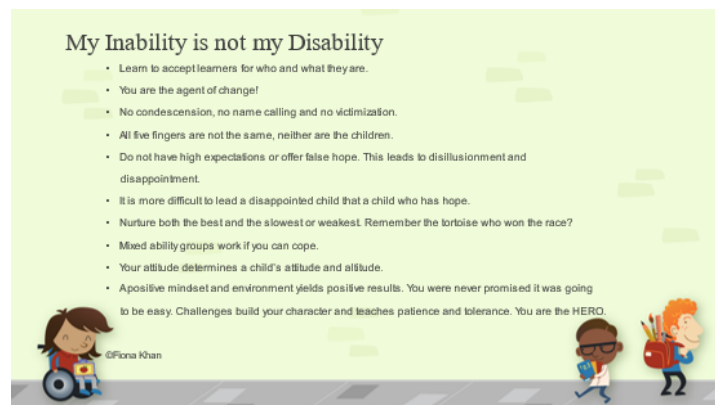 My Inability is not my Disability
• Learn to accept learners for who and what they are.
• You are the agent of change!
• No condescension, no name calling and no victimization.
• All five fingers are not the same, neither are the children.
• Do not have high expectations or offer false hope. This leads to disillusionment and
disappointment.
• It is more difficult to lead a disappointed child that a child who has hope.
• Nurture both the best and the slowest or weakest. Remember the tortoise who won the race?
• Mixed ability groups work if you can cope.
• Your attitude determines a child's attitude and altitude.
• Apositive mindset and environment yields positive results. You were never promised it was going
to be easy. Challenges build your character and teaches patience and tolerance. You are the HERO.
©Fiona Khan